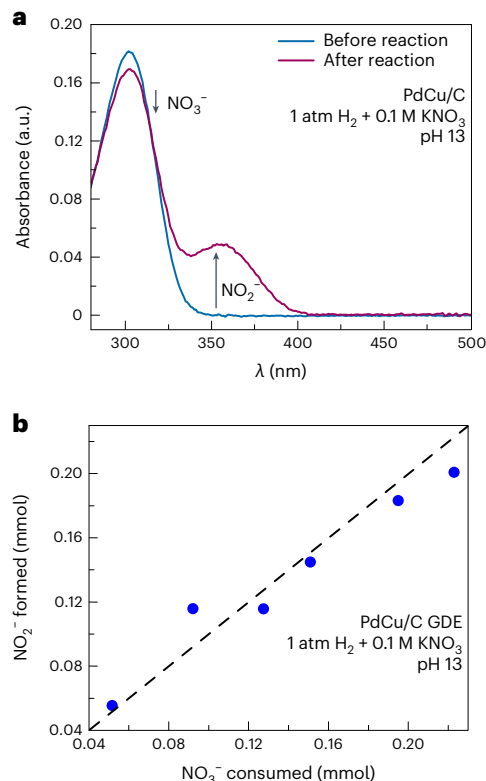 a
0.20
0.16
0.12
0.08
0.04
0
Absorbance (a.u.)
Before reaction
After reaction
NO₃⁻
PdCu/C
1 atm H₂ + 0.1 M KNO₃
pH 13
NO₂⁻
300
350
400
450
500
λ (nm)
b
0.20
0.16
0.12
0.08
0.04
NO₂⁻ formed (mmol)
PdCu/C GDE
1 atm H₂ + 0.1 M KNO₃
pH 13
0.04
0.08
0.12
0.16
0.20
NO₃⁻ consumed (mmol)